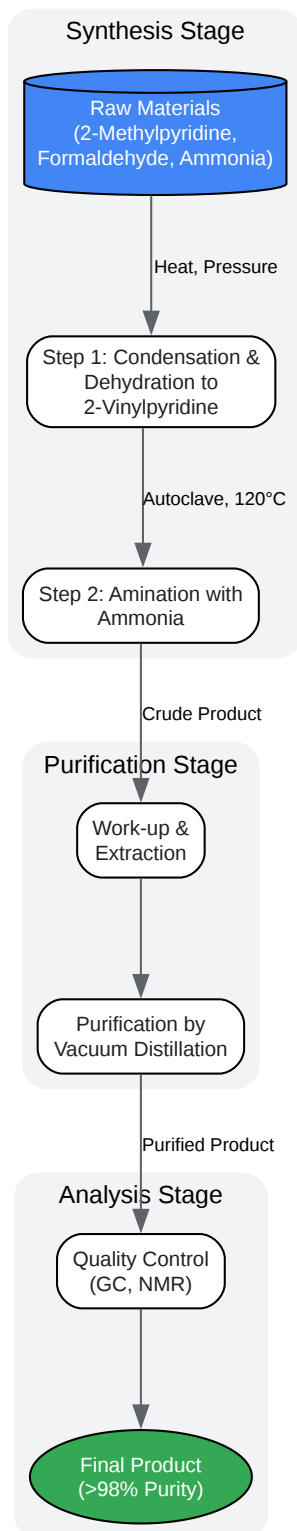 Synthesis Stage
Raw Materials
(2-Methylpyridine,
Formaldehyde, Ammonia)
Heat, Pressure
Step 1: Condensation &
Dehydration to
2-Vinylpyridine
Autoclave, 120°C
Step 2: Amination with
Ammonia
Crude Product
Purification Stage
Work-up &
Extraction
Purification by
Vacuum Distillation
Purified Product
Analysis Stage
Quality Control
(GC, NMR)
Final Product
(>98% Purity)